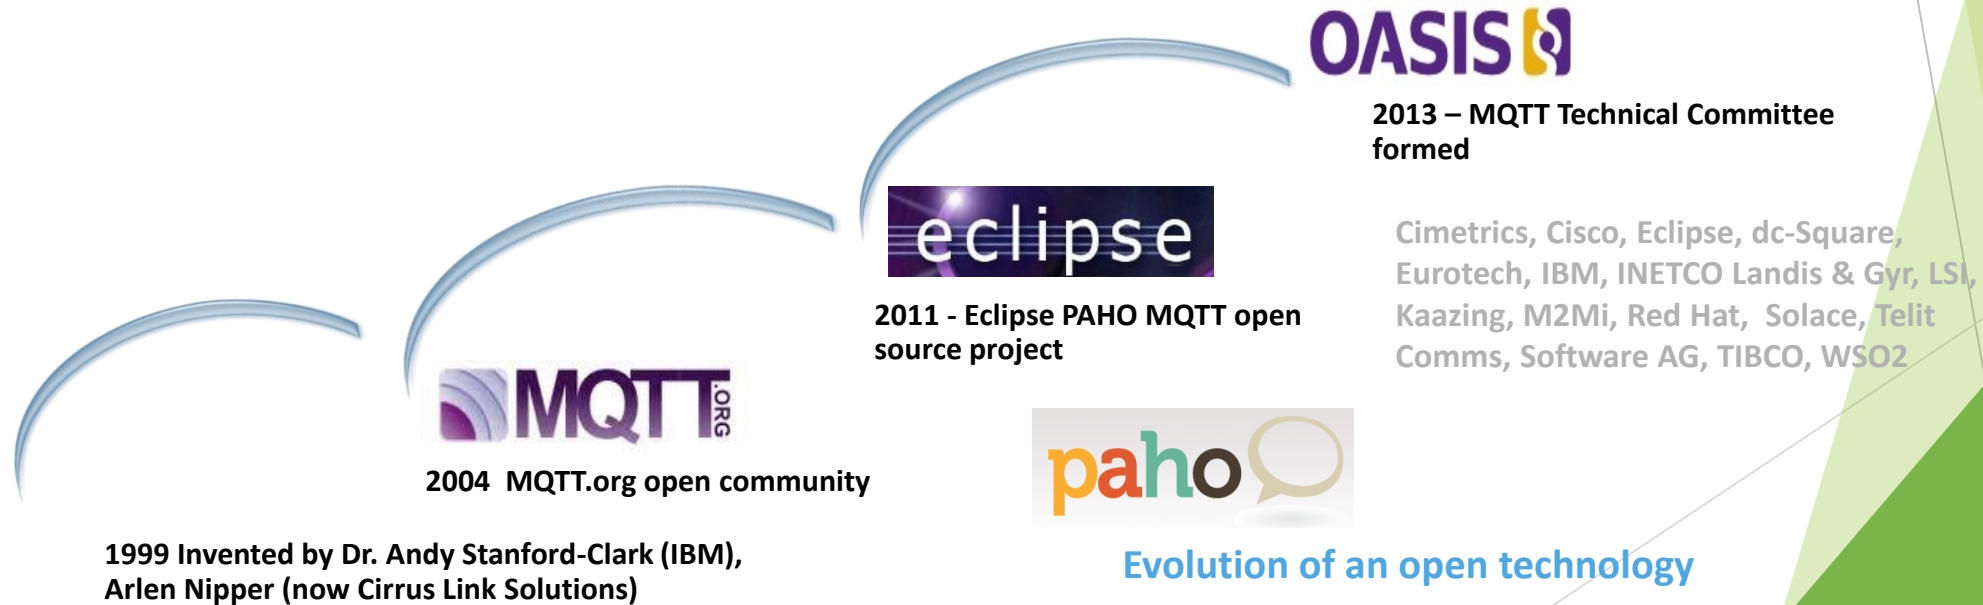 OASIS
2013 – MQTT Technical Committee
formed
Cimetrics, Cisco, Eclipse, dc-Square,
Eurotech, IBM, INETCO Landis & Gyr, LSI,
Kaazing, M2Mi, Red Hat, Solace, Telit
Comms, Software AG, TIBCO, WSO2
eclipse
2011 - Eclipse PAHO MQTT open
source project
paho
MQTT.ORG
2004 MQTT.org open community
1999 Invented by Dr. Andy Stanford-Clark (IBM),
Arlen Nipper (now Cirrus Link Solutions)
Evolution of an open technology